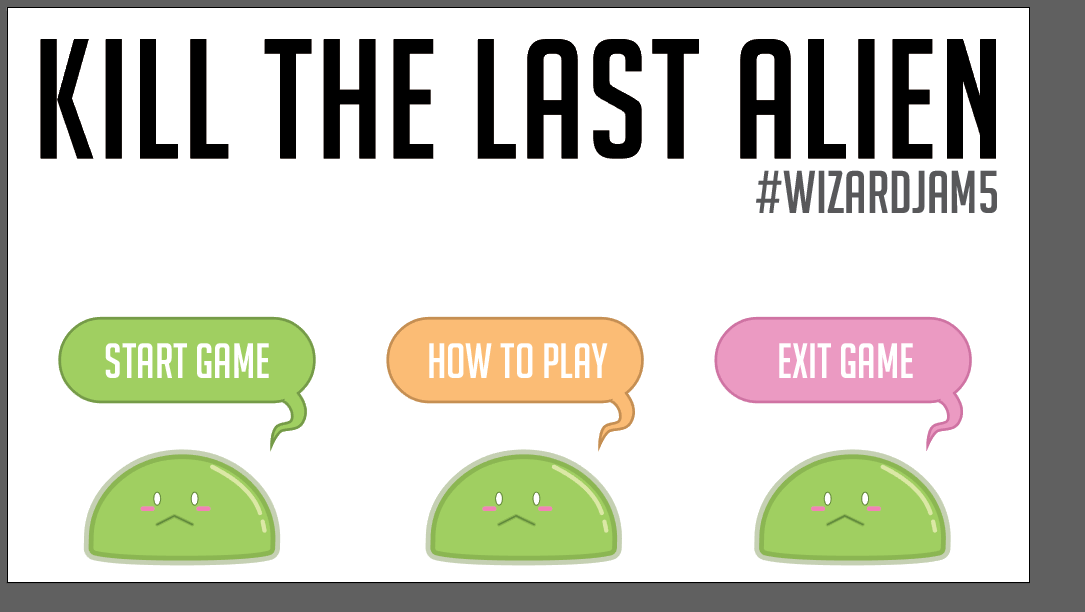 KILL THE LAST ALIEN
#WIZARDJAM5
START GAME
HOW TO PLAY
EXIT GAME